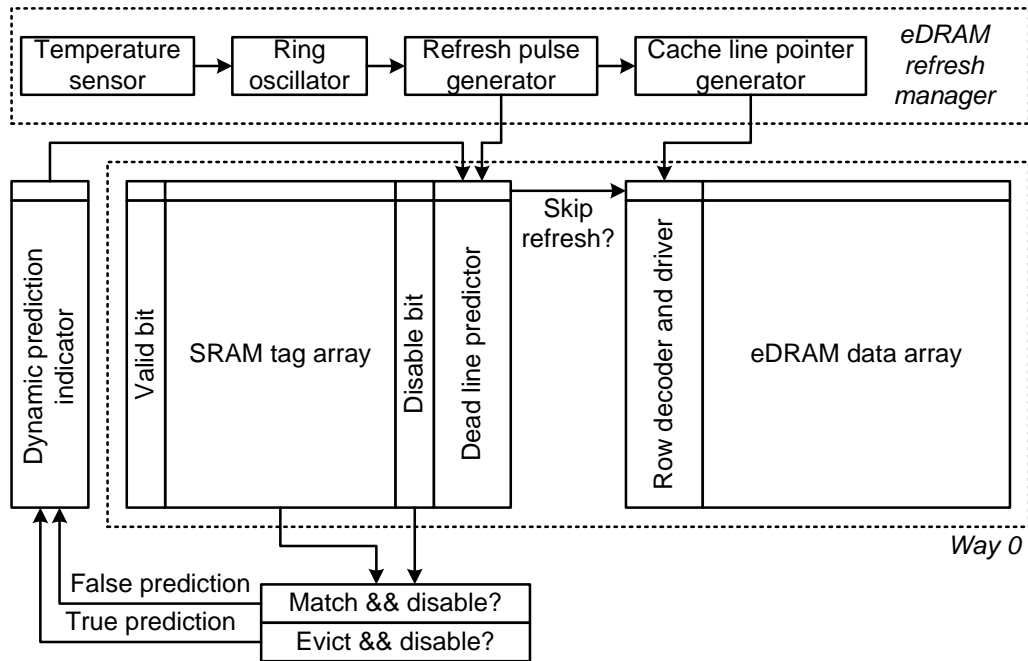 Temperature
sensor
Ring
oscillator
Refresh pulse
generator
Cache line pointer
generator
eDRAM
refresh
manager
Dynamic prediction
indicator
Valid bit
SRAM tag array
Disable bit
Dead line predictor
Skip
refresh?
Row decoder and driver
eDRAM data array
Way 0
False prediction
True prediction
Match && disable?
Evict && disable?